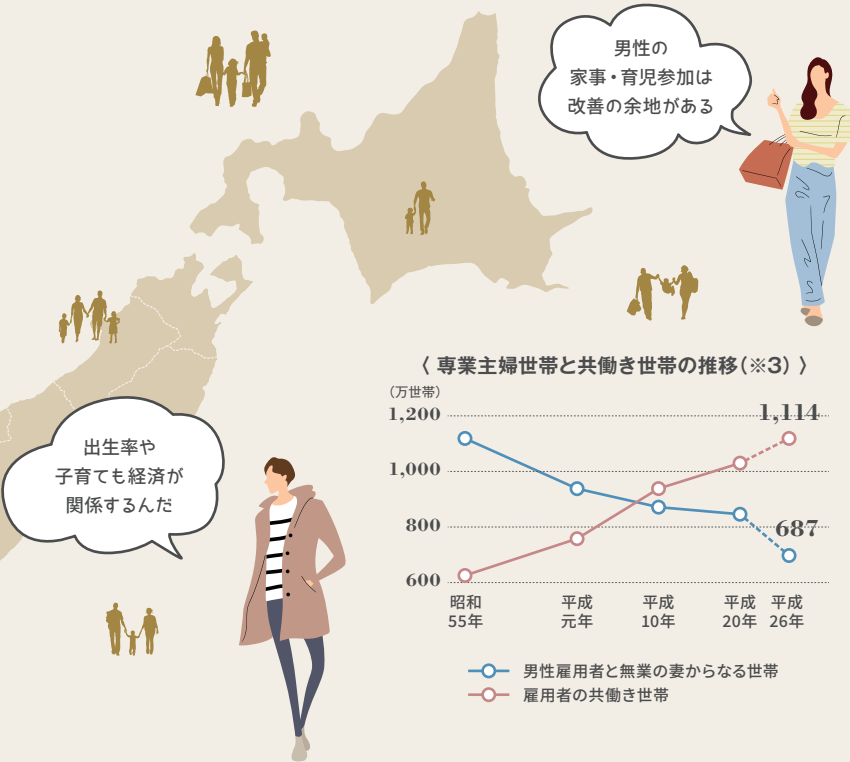 男性の
家事・育児参加は
改善の余地がある
出生率や
子育ても経済が
関係するんだ
〈 専業主婦世帯と共働き世帯の推移(※3) 〉
(万世帯)
1,200
1,000
800
600
1,114
687
昭和
55年
平成
元年
平成
10年
平成
20年
平成
26年
男性雇用者と無業の妻からなる世帯
雇用者の共働き世帯